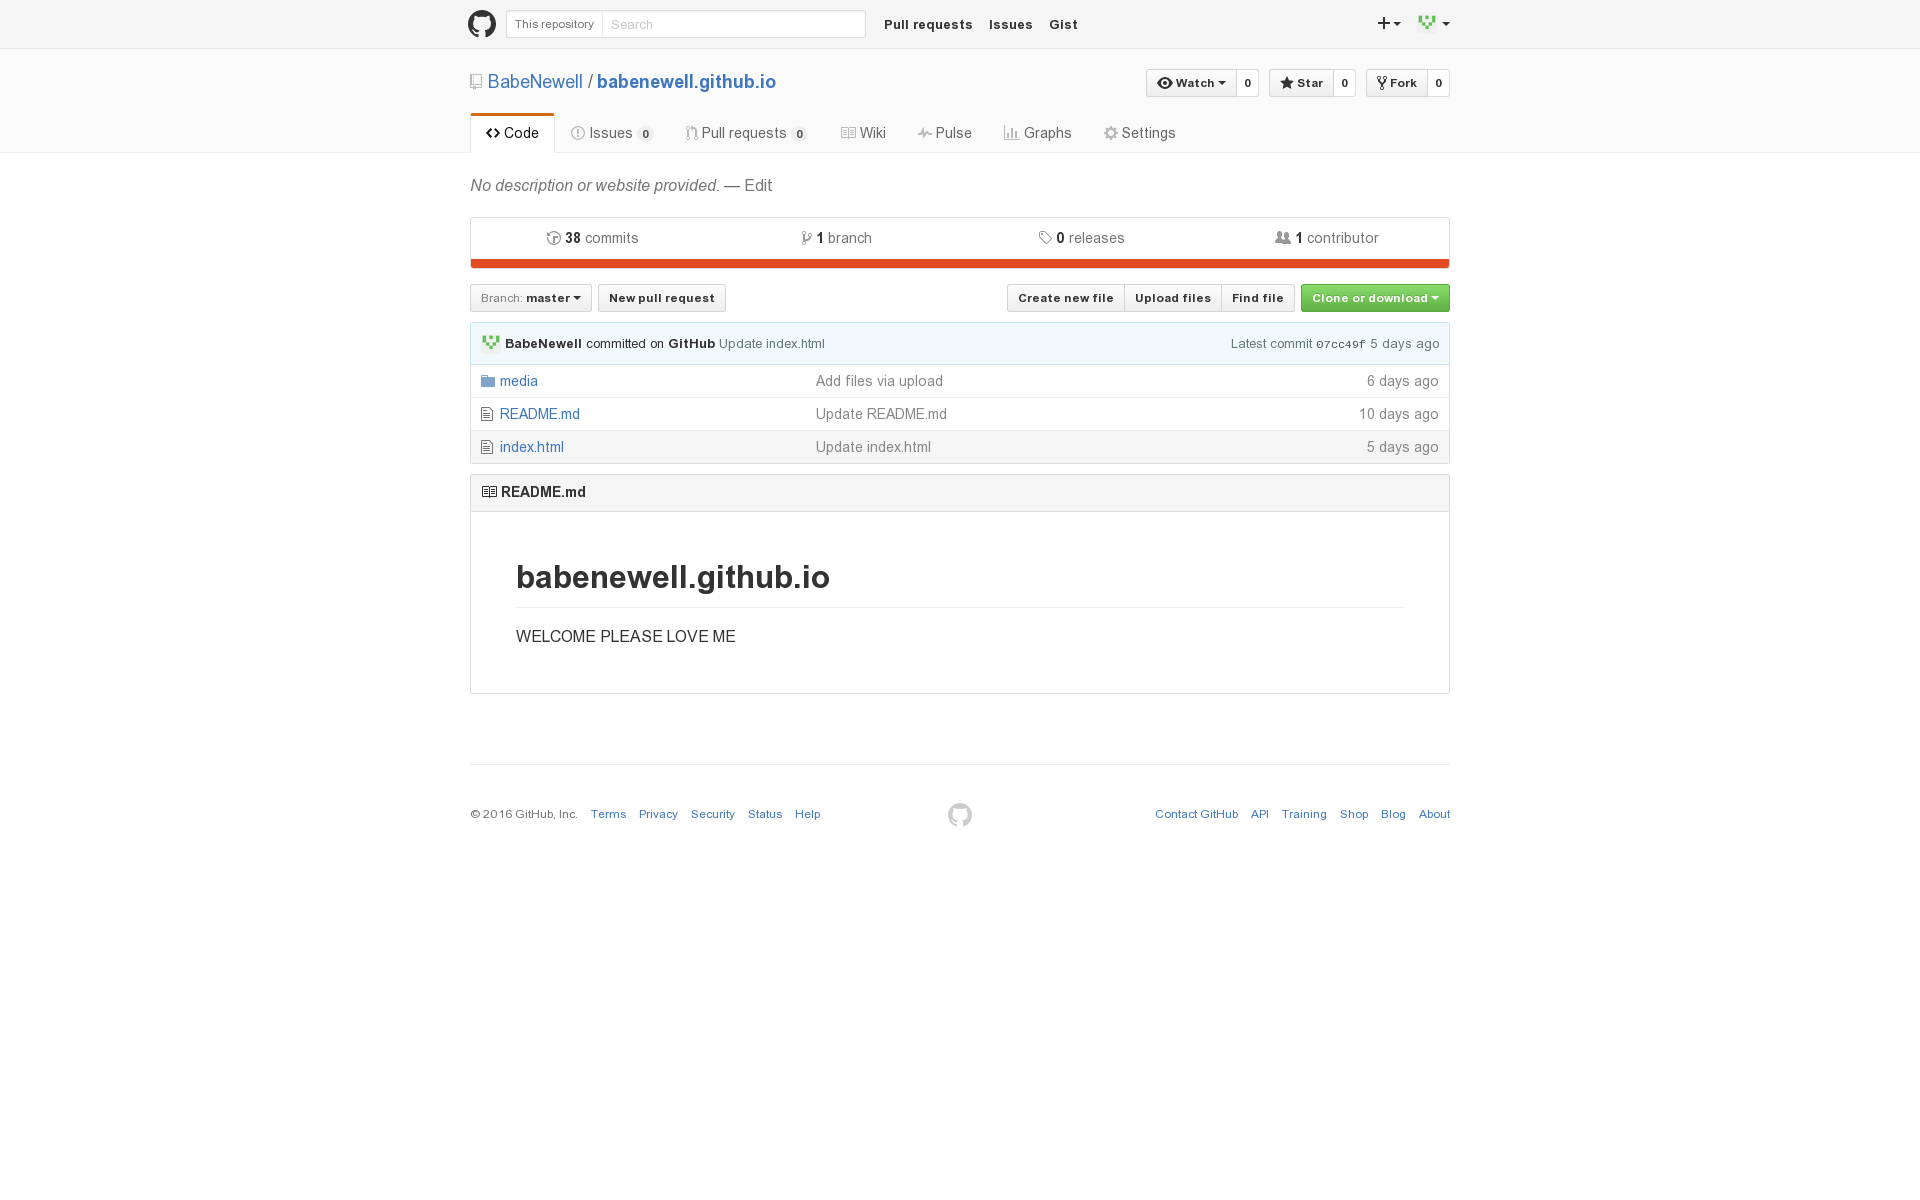 This repository Search Pull requests Issues Gist
BabeNewell / babenewell.github.io Watch 0 Star 0 Fork 0
Code Issues 0 Pull requests 0 Wiki Pulse Graphs Settings
No description or website provided. — Edit
38 commits 1 branch 0 releases 1 contributor
Branch: master New pull request Create new file Upload files Find file Clone or download
BabeNewell committed on GitHub Update index.html Latest commit 07cc49f 5 days ago
media Add files via upload 6 days ago
README.md Update README.md 10 days ago
index.html Update index.html 5 days ago
README.md
babenewell.github.io
WELCOME PLEASE LOVE ME
© 2016 GitHub, Inc. Terms Privacy Security Status Help Contact GitHub API Training Shop Blog About